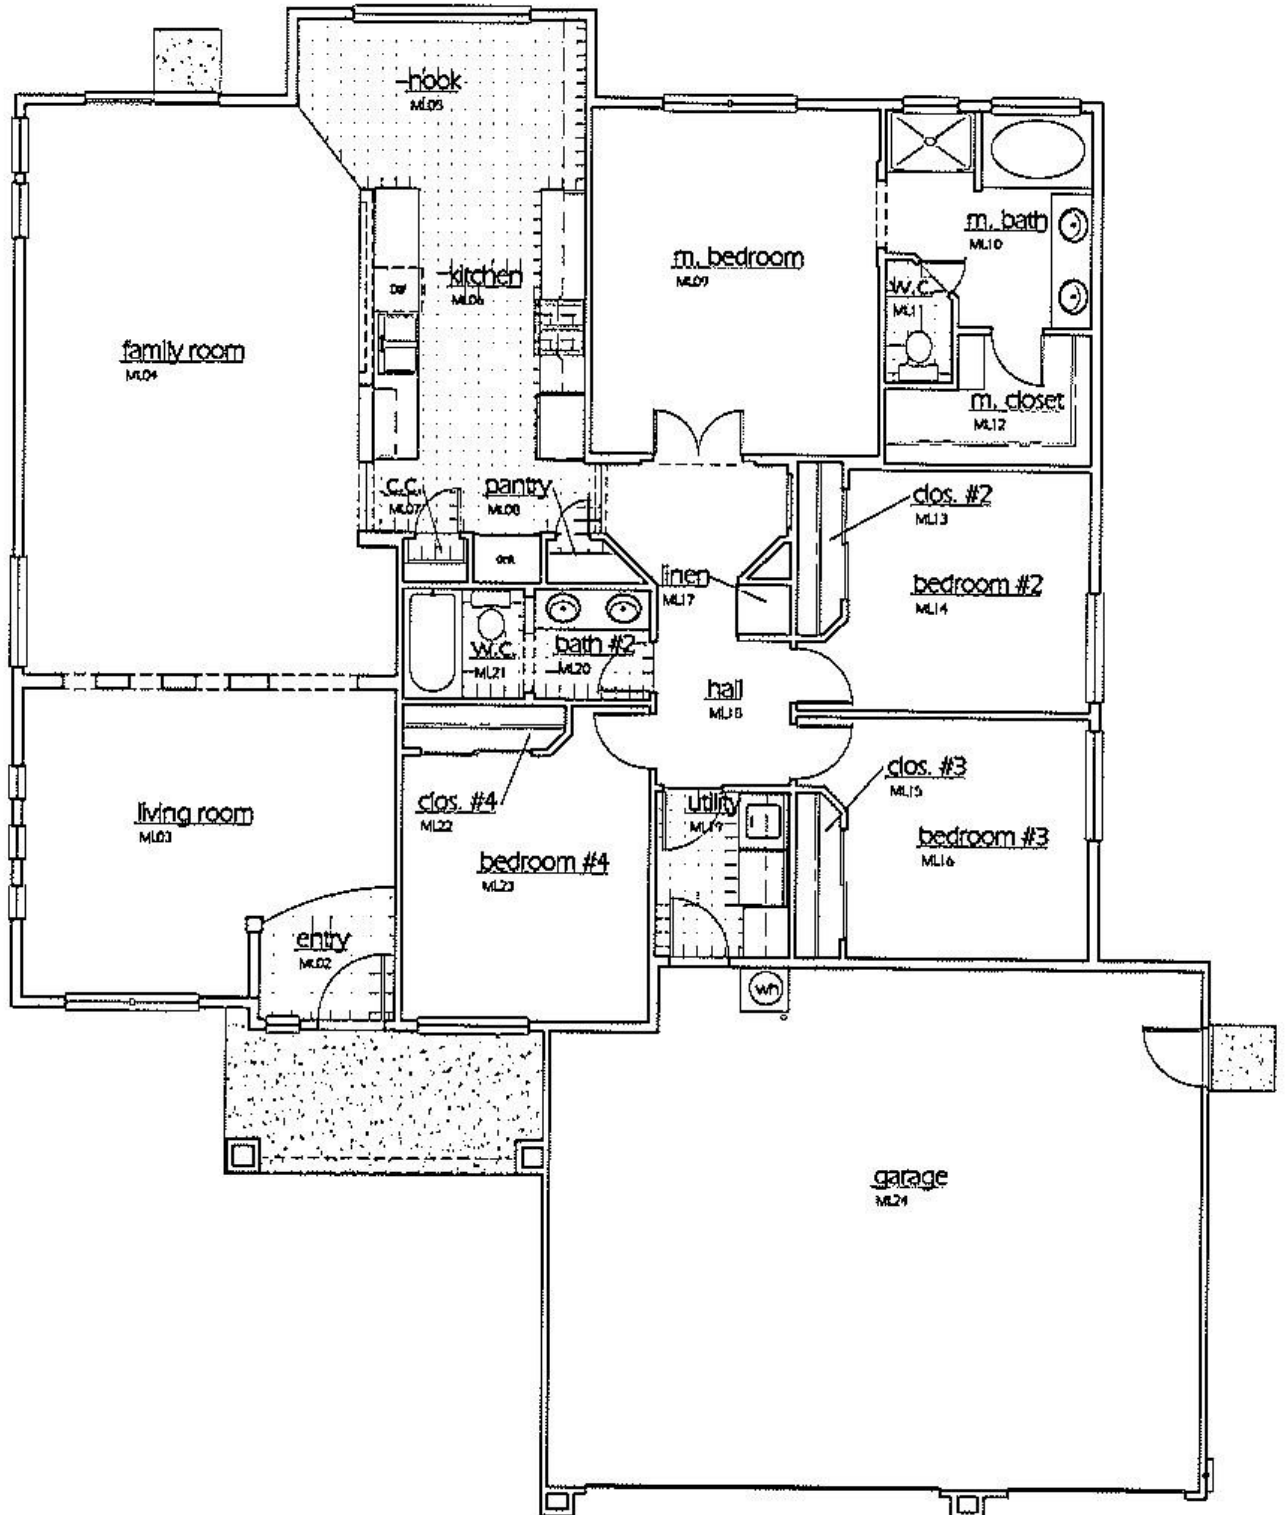 nook
ML05
m. bath
ML10
m. bedroom
ML09
kitchen
ML06
DW
w.c.
ML11
family room
ML04
m. closet
ML12
c.c.
ML07
pantry
ML08
clos. #2
ML13
linen
ML17
bedroom #2
ML14
w.c.
ML21
bath #2
ML20
hall
ML18
clos. #3
ML15
living room
ML03
clos. #4
ML22
utility
ML19
bedroom #3
ML16
bedroom #4
ML23
entry
ML02
wh
garage
ML24